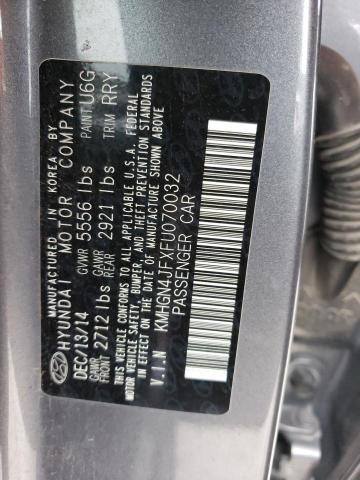 MANUFACTURED IN KOREA BY
HYUNDAI MOTOR COMPANY
DEC/13/14 GVWR 5556 lbs PAINT U6G
GAWR FRONT 2712 lbs GAWR REAR 2921 lbs TRIM RRY
THIS VEHICLE CONFORMS TO ALL APPLICABLE U.S.A. FEDERAL
MOTOR VEHICLE SAFETY, BUMPER, AND THEFT PREVENTION STANDARDS
IN EFFECT ON THE DATE OF MANUFACTURE SHOWN ABOVE
V.I.N KMHGN4JFXFU070032
PASSENGER CAR